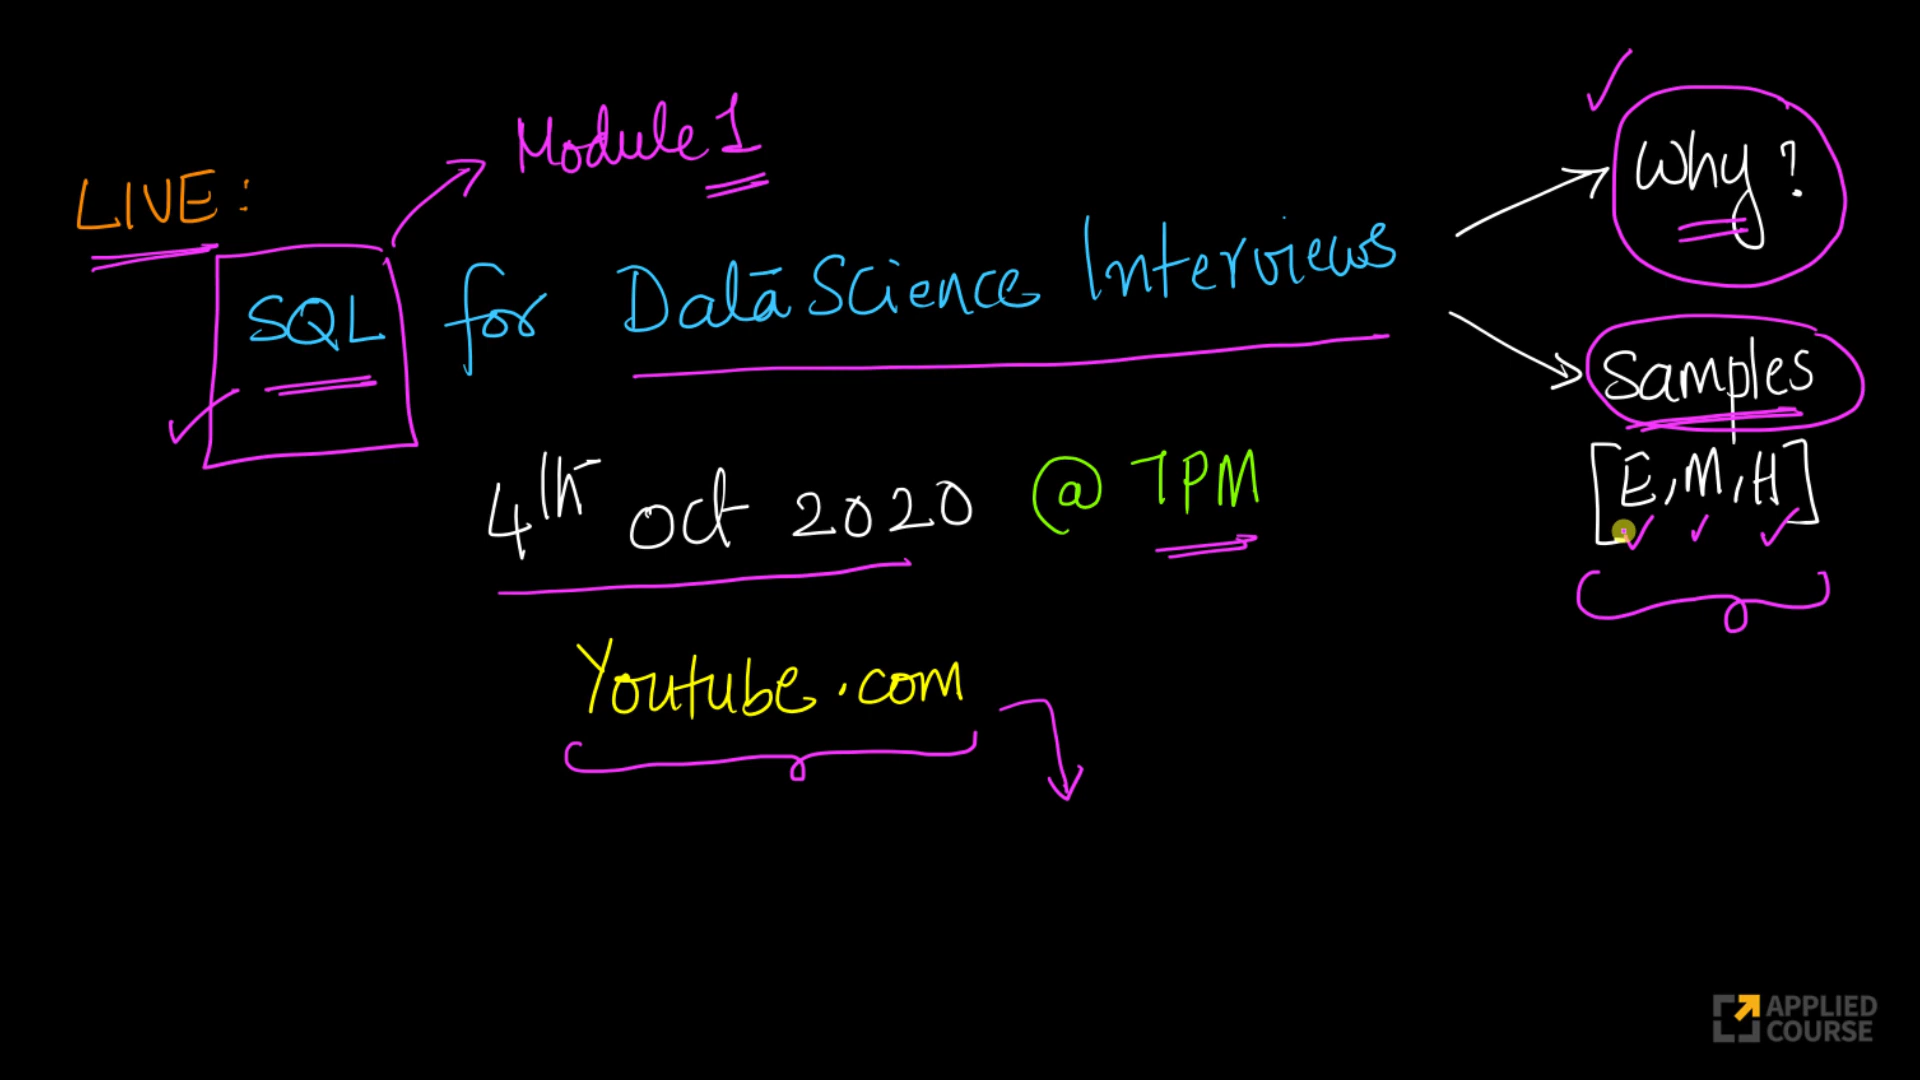 Module 1
LIVE:
SQL for Data Science Interviews
Why?
Samples
[E, M, H]
4th Oct 2020 @ 7PM
Youtube.com
APPLIED
COURSE